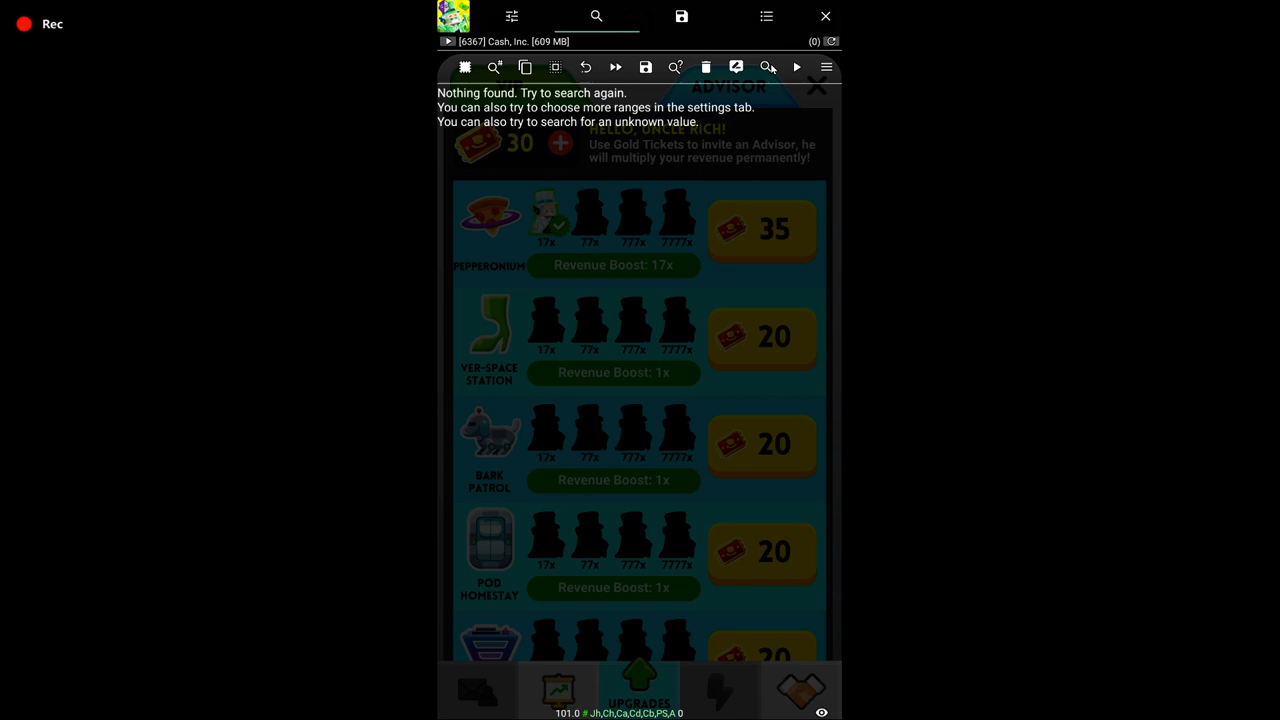 Rec
[6367] Cash, Inc. [609 MB]
(0)
ADVISOR
Nothing found. Try to search again.
You can also try to choose more ranges in the settings tab.
You can also try to search for an unknown value.
HELLO, UNCLE RICH!
30
Use Gold Tickets to invite an Advisor, he
will multiply your revenue permanently!
35
17x 77x 777x 7777x
PEPPERONIUM
Revenue Boost: 17x
20
17x 77x 777x 7777x
VER-SPACE
STATION
Revenue Boost: 1x
20
17x 77x 777x 7777x
BARK
PATROL
Revenue Boost: 1x
20
17x 77x 777x 7777x
POD
HOMESTAY
Revenue Boost: 1x
20
UPGRADES
101.0 # Jh,Ch,Ca,Cd,Cb,PS,A 0